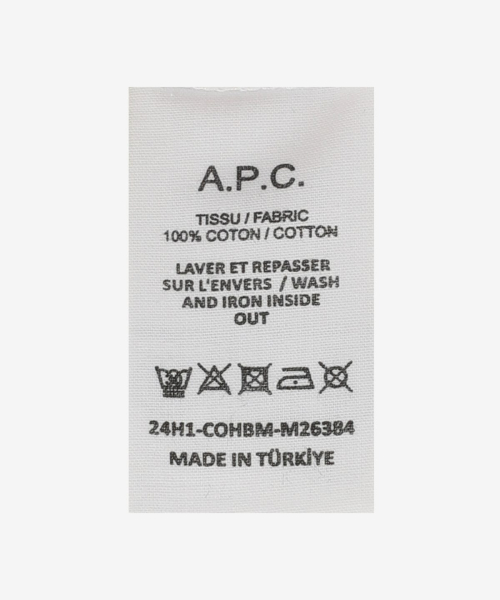 A.P.C.
TISSU / FABRIC
100% COTON / COTTON
LAVER ET REPASSER
SUR L'ENVERS / WASH
AND IRON INSIDE
OUT
30
24H1-COHBM-M26384
MADE IN TÜRKİYE